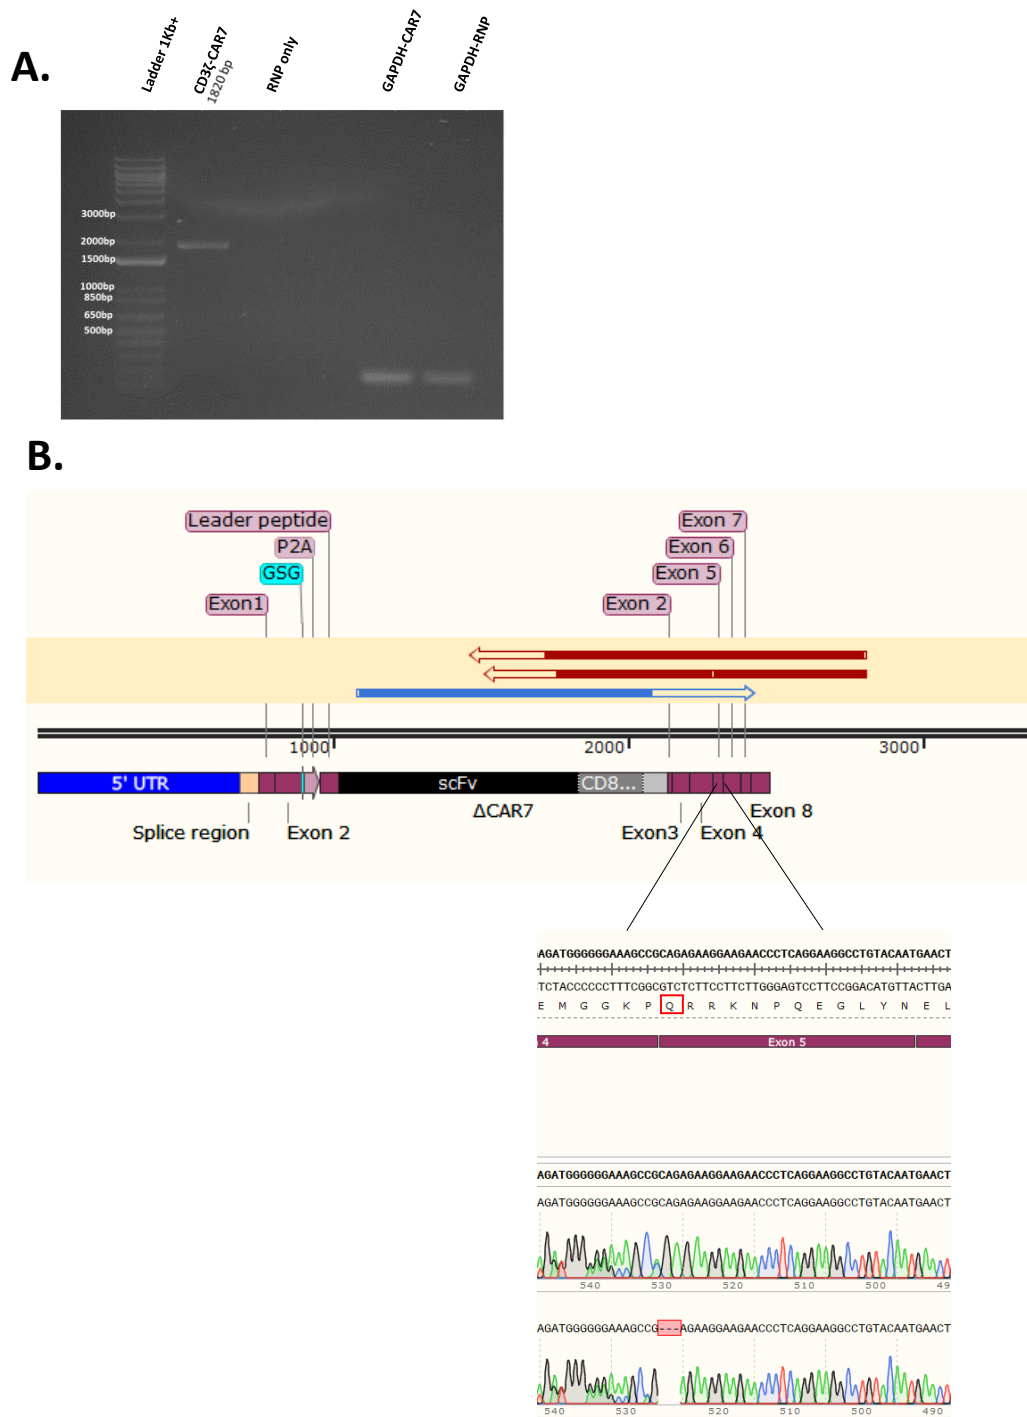 A.
Ladder 1Kb+
CD3ζ-CAR7
1820 bp
RNP only
GAPDH-CAR7
GAPDH-RNP
3000bp
2000bp
1500bp
1000bp
850bp
650bp
500bp
B.
Leader peptide
P2A
GSG
Exon1
Exon 7
Exon 6
Exon 5
Exon 2
1000
2000
3000
5' UTR
scFv
CD8...
ΔCAR7
Splice region
Exon 2
Exon3
Exon 4
Exon 8
AGATGGGGGGAAAGCCGCAGAGAAGGAAGAACCCTCAGGAAGGCCTGTACAATGAACT
TCTACCCCCCTTTCGGCGTCTCTTCCTTCTTGGGAGTCCTTCCGGACATGTTACTTGA
E M G G K P Q R R K N P Q E G L Y N E L
4
Exon 5
AGATGGGGGGAAAGCCGCAGAGAAGGAAGAACCCTCAGGAAGGCCTGTACAATGAACT
AGATGGGGGGAAAGCCGCAGAGAAGGAAGAACCCTCAGGAAGGCCTGTACAATGAACT
540 530 520 510 500 49
AGATGGGGGGAAAGCCG---AGAAGGAAGAACCCTCAGGAAGGCCTGTACAATGAACT
540 530 520 510 500 490